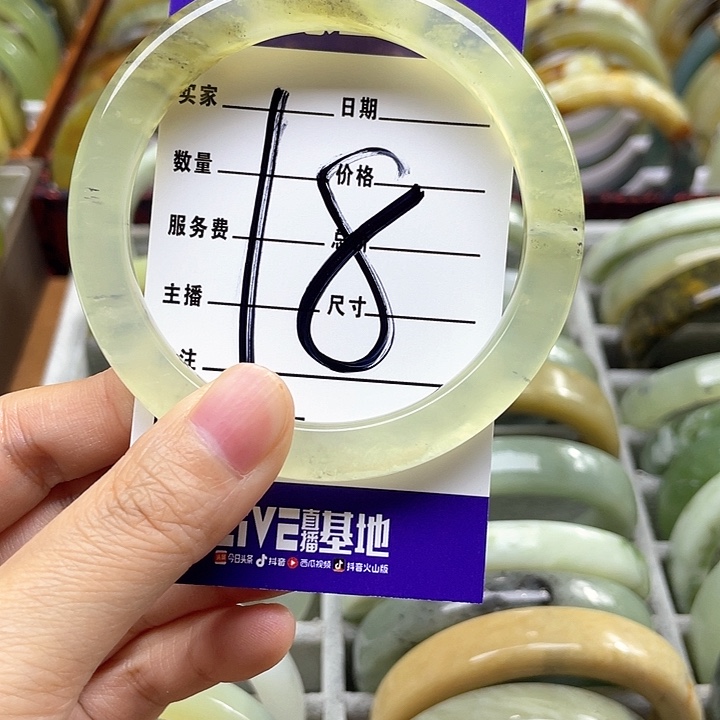 买家 日期
数量 价格
服务费
主播 尺寸
注
18
LIVE直播基地
今日头条 抖音 西瓜视频 抖音火山版